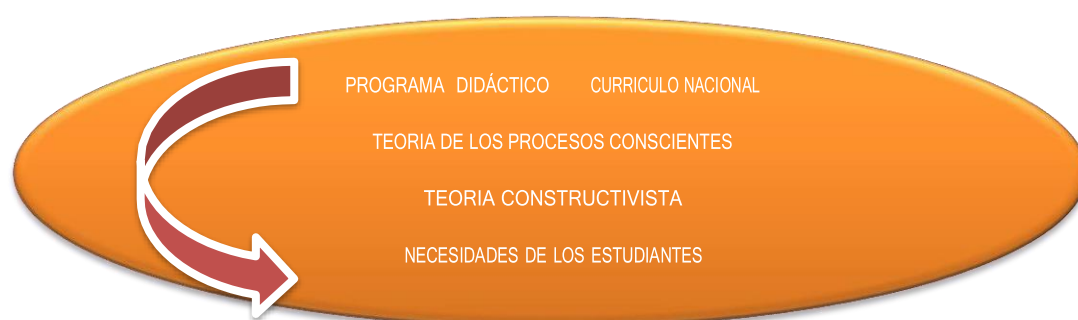 PROGRAMA DIDÁCTICO CURRICULO NACIONAL
TEORIA DE LOS PROCESOS CONSCIENTES
TEORIA CONSTRUCTIVISTA
NECESIDADES DE LOS ESTUDIANTES